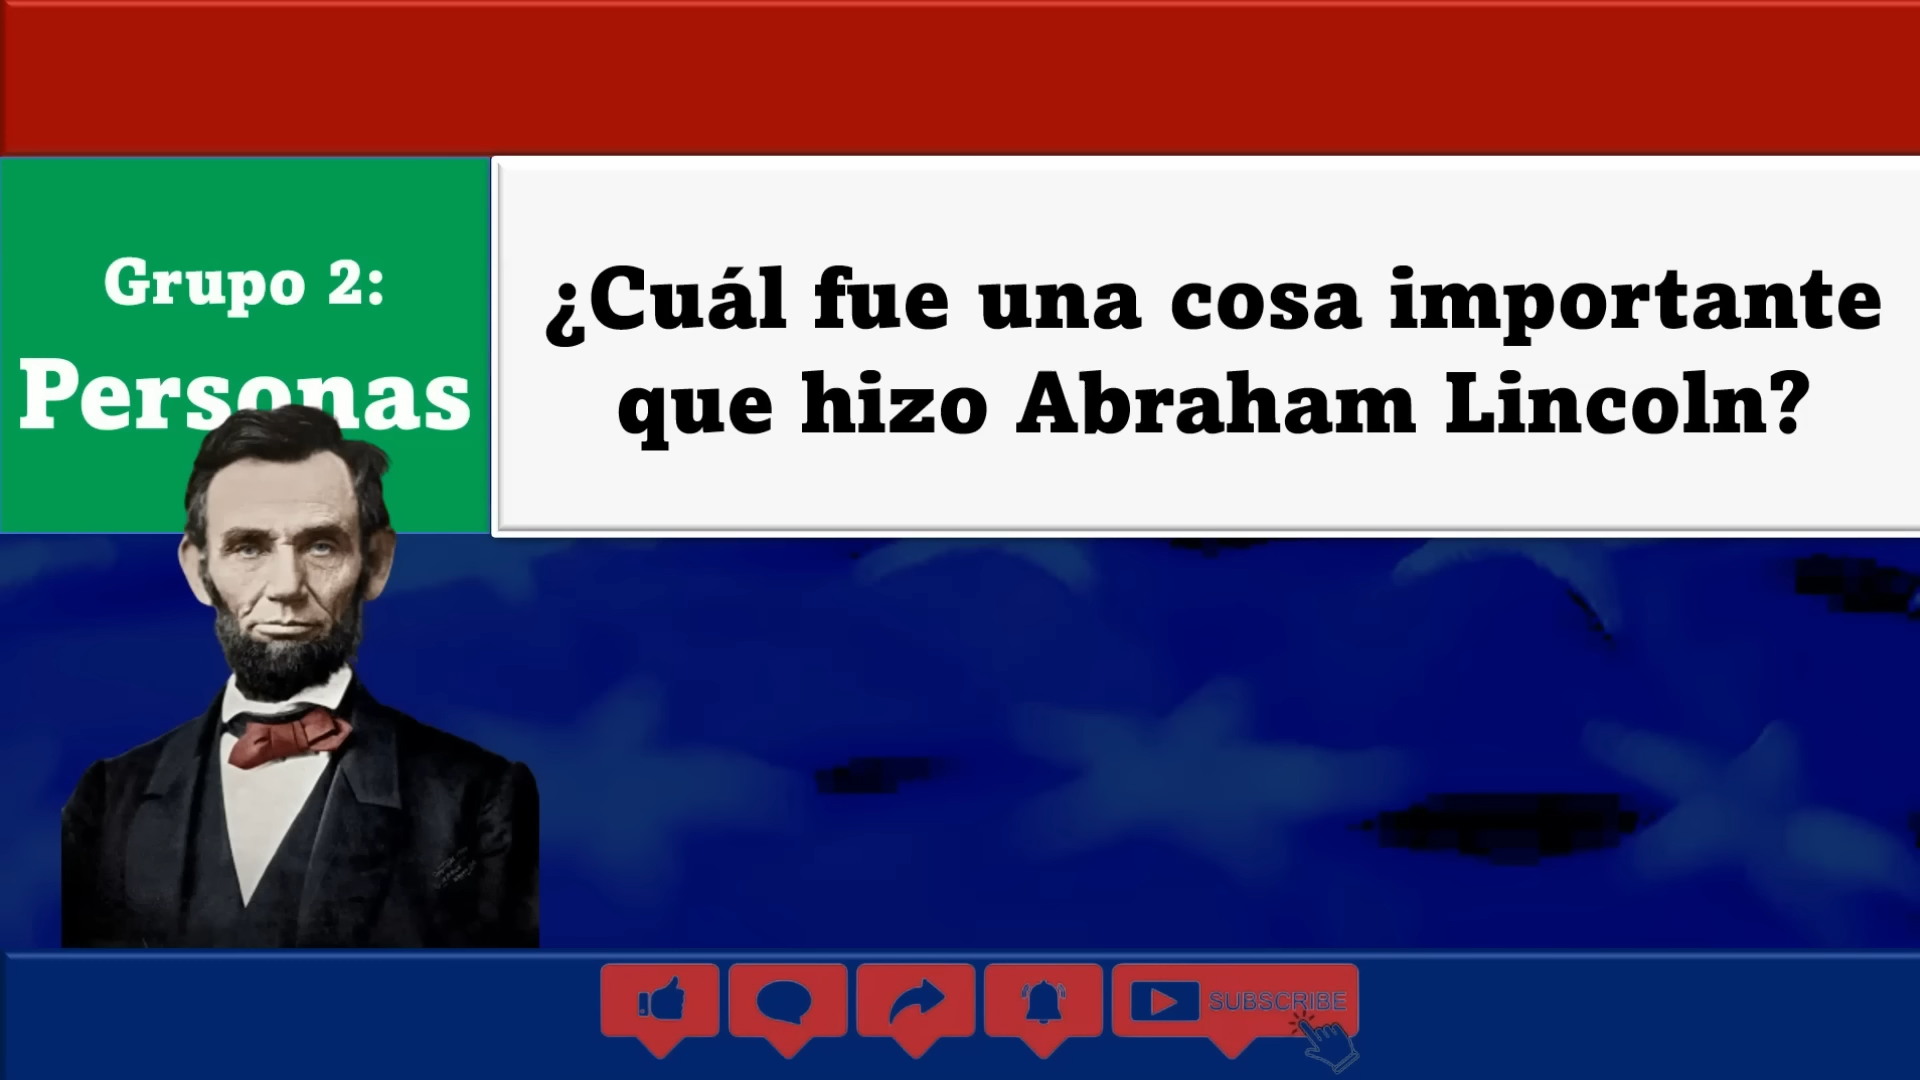 Grupo 2:
Personas
¿Cuál fue una cosa importante
que hizo Abraham Lincoln?
SUBSCRIBE